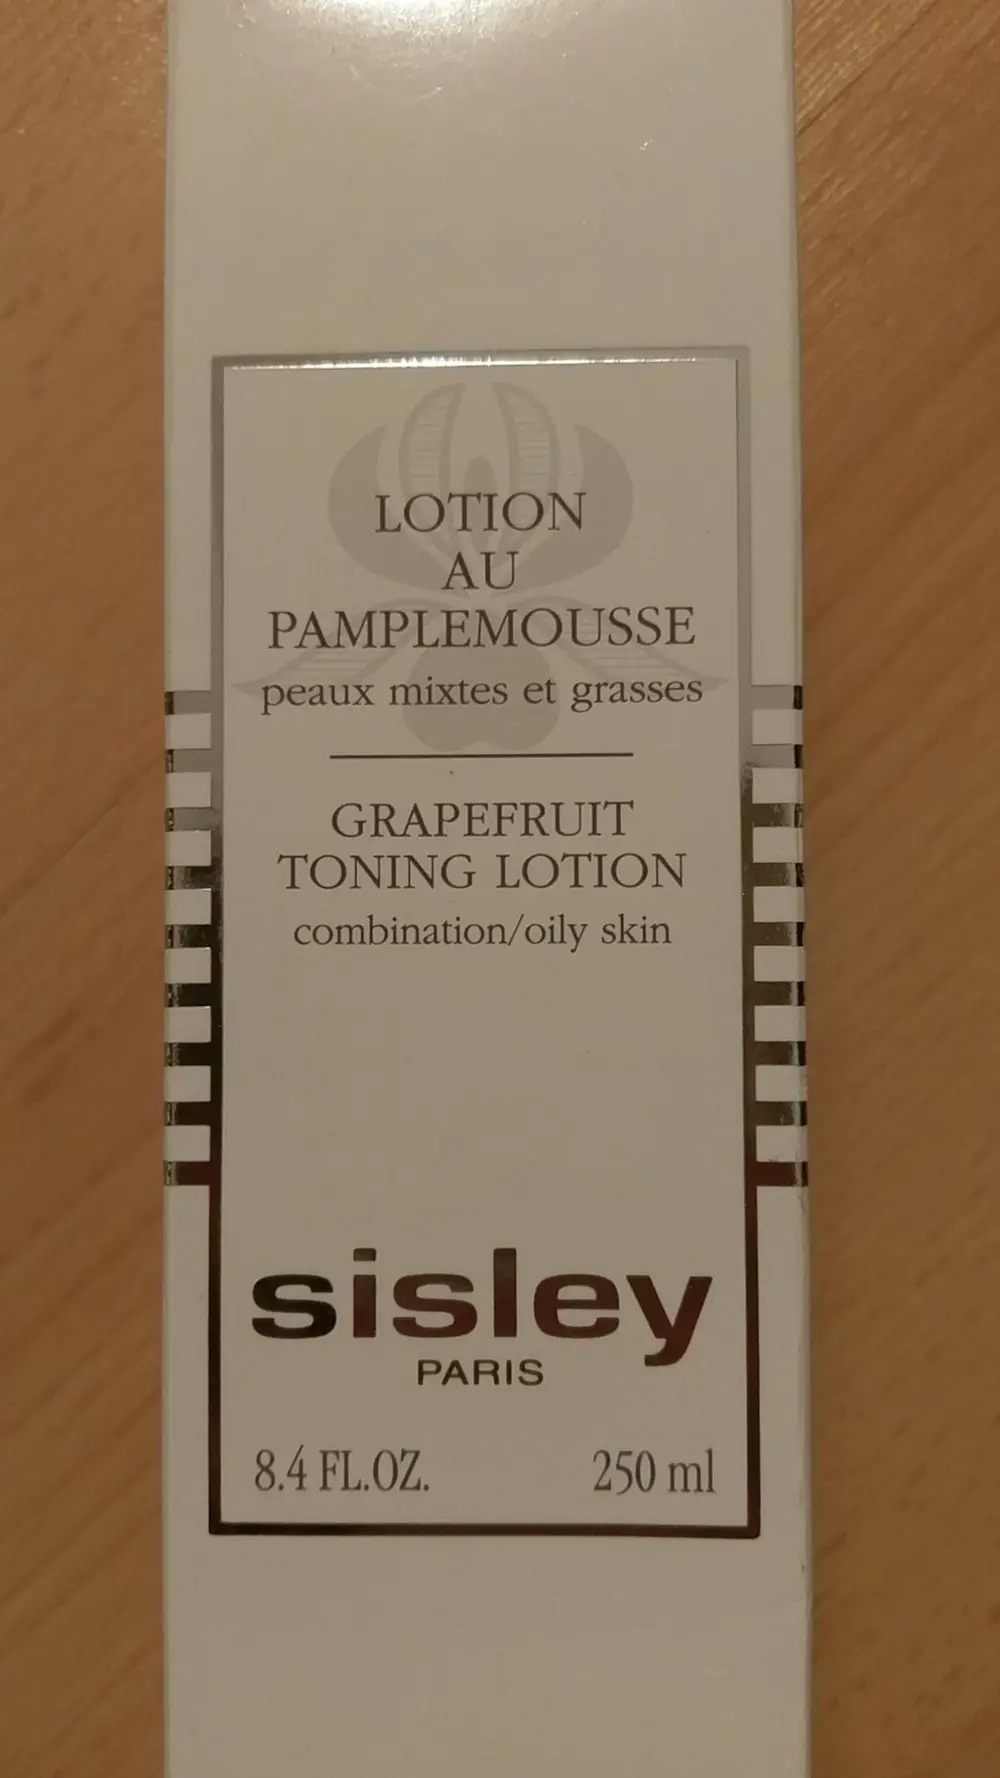 LOTION
AU
PAMPLEMOUSSE
peaux mixtes et grasses
GRAPEFRUIT
TONING LOTION
combination/oily skin
sisley
PARIS
8.4 FL.OZ. 250 ml